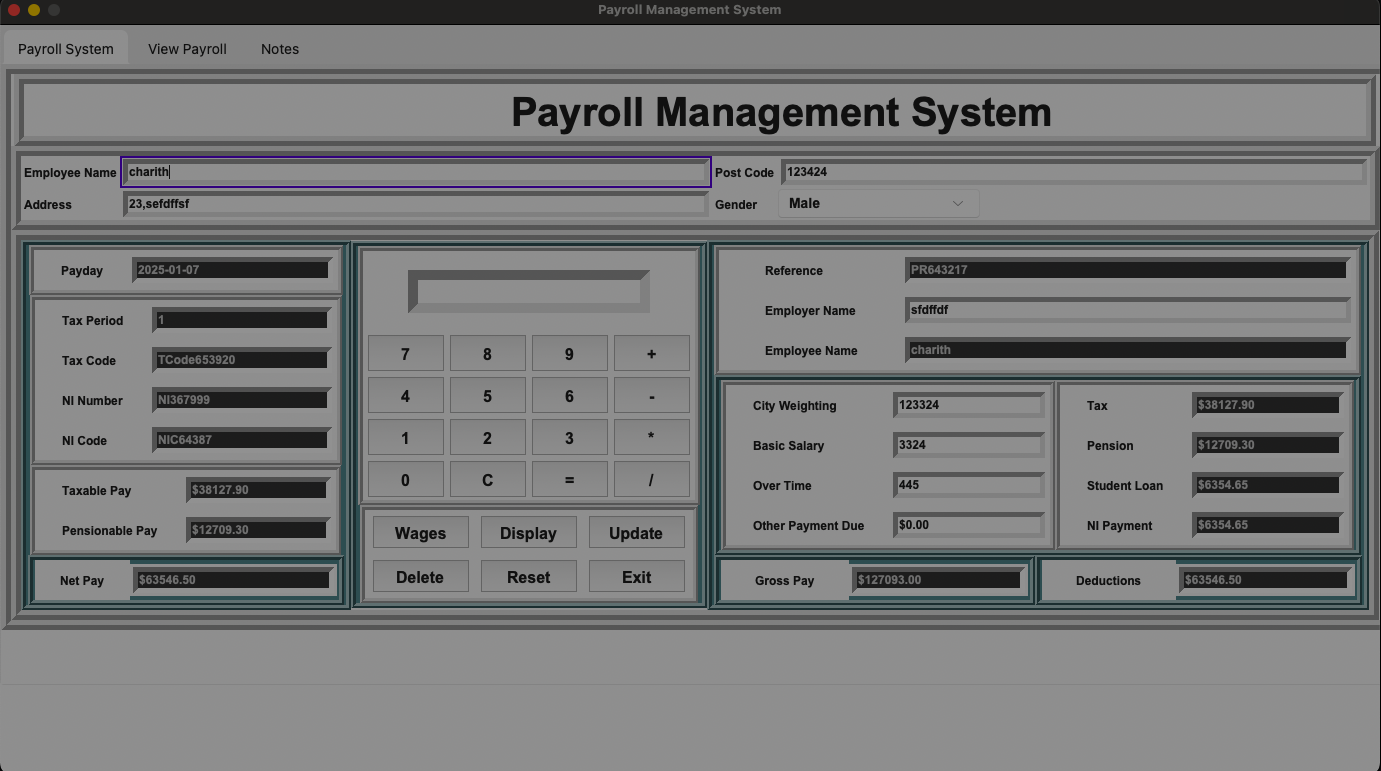 Payroll Management System
Payroll System View Payroll Notes
Payroll Management System
Employee Name charith Post Code 123424
Address 23,sefdffsf Gender Male
Payday 2025-01-07
Tax Period 1
Tax Code TCode653920
NI Number NI367999
NI Code NIC64387
Taxable Pay $38127.90
Pensionable Pay $12709.30
Net Pay $63546.50
7 8 9 +
4 5 6 -
1 2 3 *
0 C = /
Wages Display Update
Delete Reset Exit
Reference PR643217
Employer Name sfdffdf
Employee Name charith
City Weighting 123324
Basic Salary 3324
Over Time 445
Other Payment Due $0.00
Tax $38127.90
Pension $12709.30
Student Loan $6354.65
NI Payment $6354.65
Gross Pay $127093.00
Deductions $63546.50